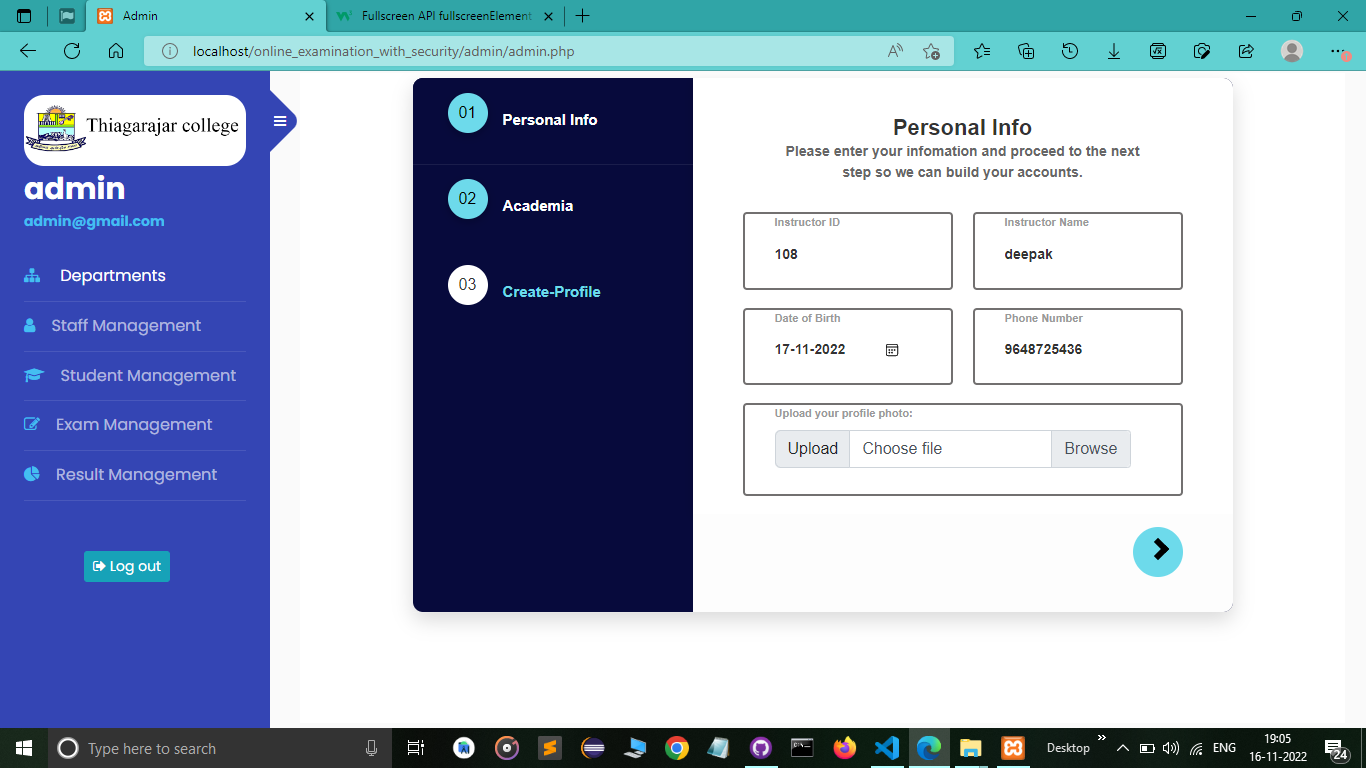 Admin
Fullscreen API fullscreenElement
localhost/online_examination_with_security/admin/admin.php
Thiagarajar college
admin
admin@gmail.com
Departments
Staff Management
Student Management
Exam Management
Result Management
Log out
01 Personal Info
02 Academia
03 Create-Profile
Personal Info
Please enter your infomation and proceed to the next
step so we can build your accounts.
Instructor ID
108
Instructor Name
deepak
Date of Birth
17-11-2022
Phone Number
9648725436
Upload your profile photo:
Upload Choose file Browse
Type here to search
Desktop
ENG
19:05
16-11-2022
24